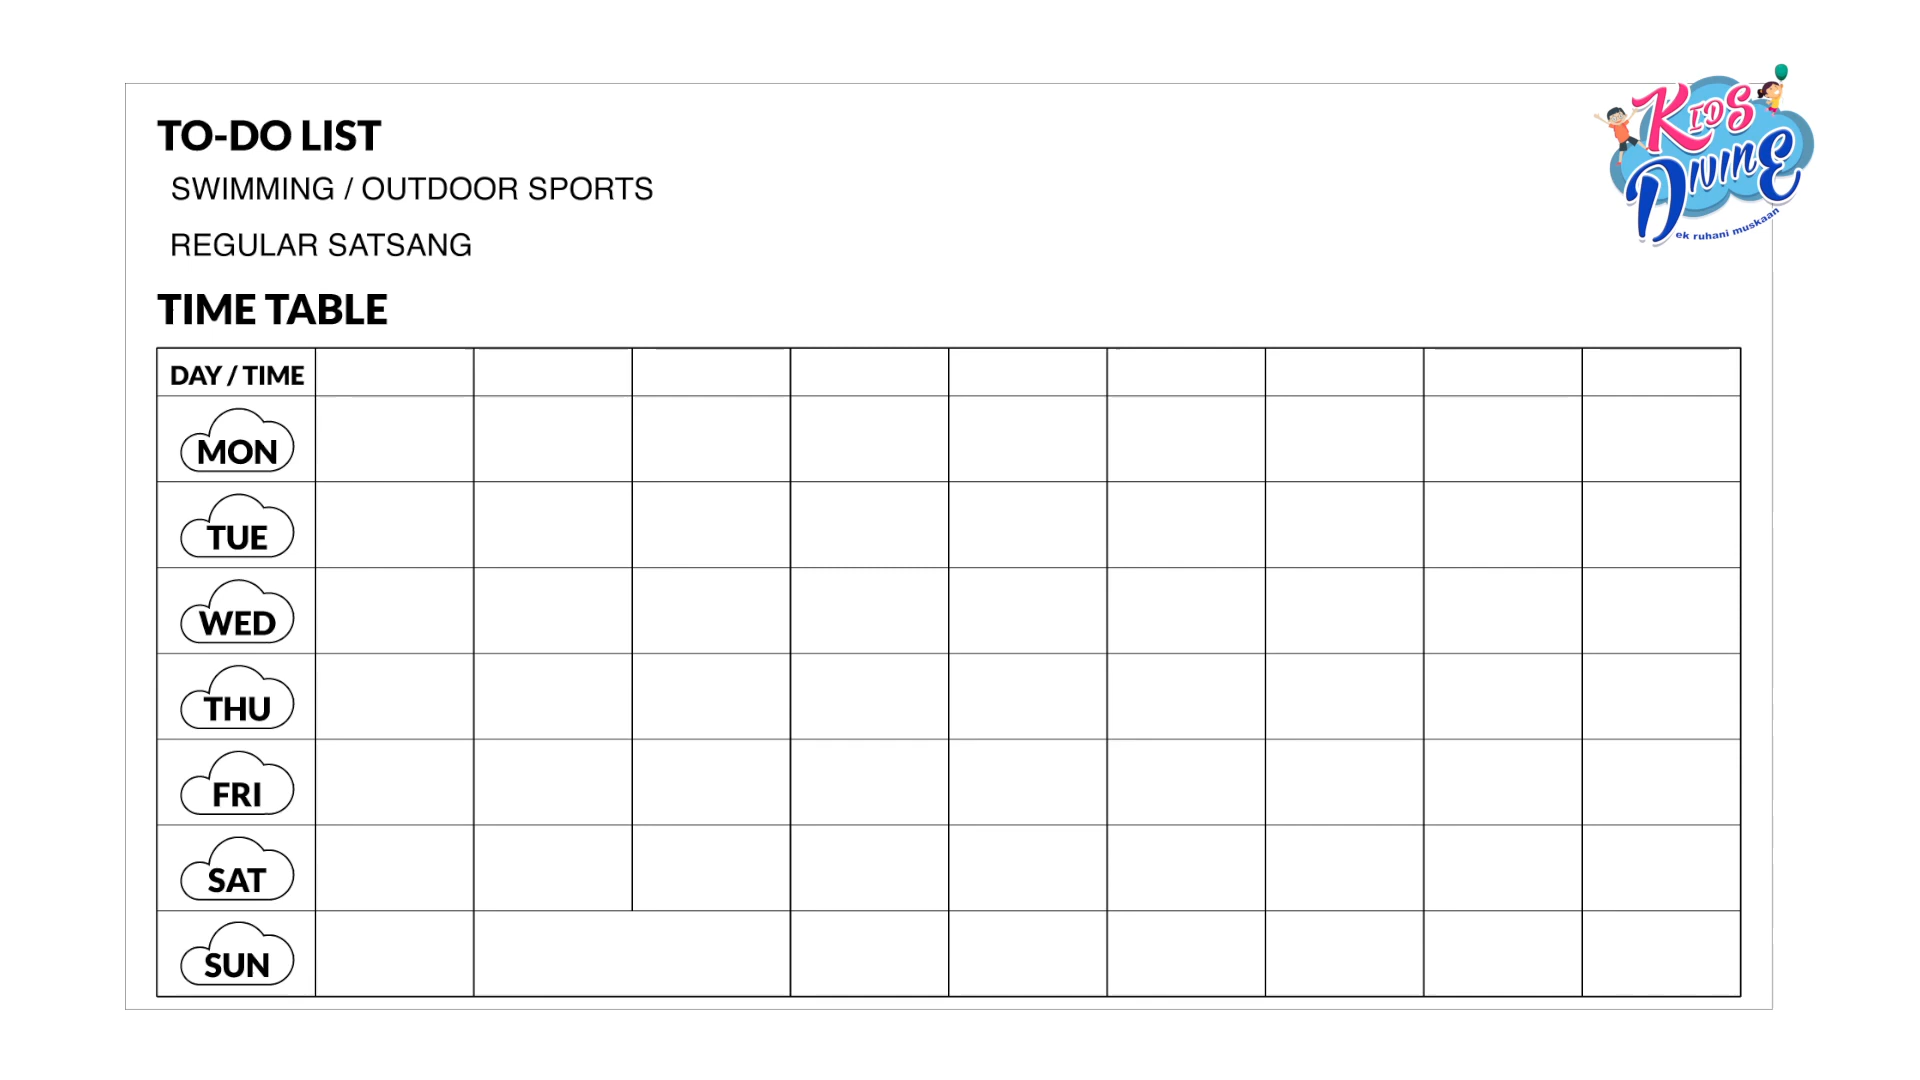 TO-DO LIST
SWIMMING / OUTDOOR SPORTS
REGULAR SATSANG
KIDS
DIVINE
ek ruhani muskaan
TIME TABLE
DAY / TIME
MON
TUE
WED
THU
FRI
SAT
SUN